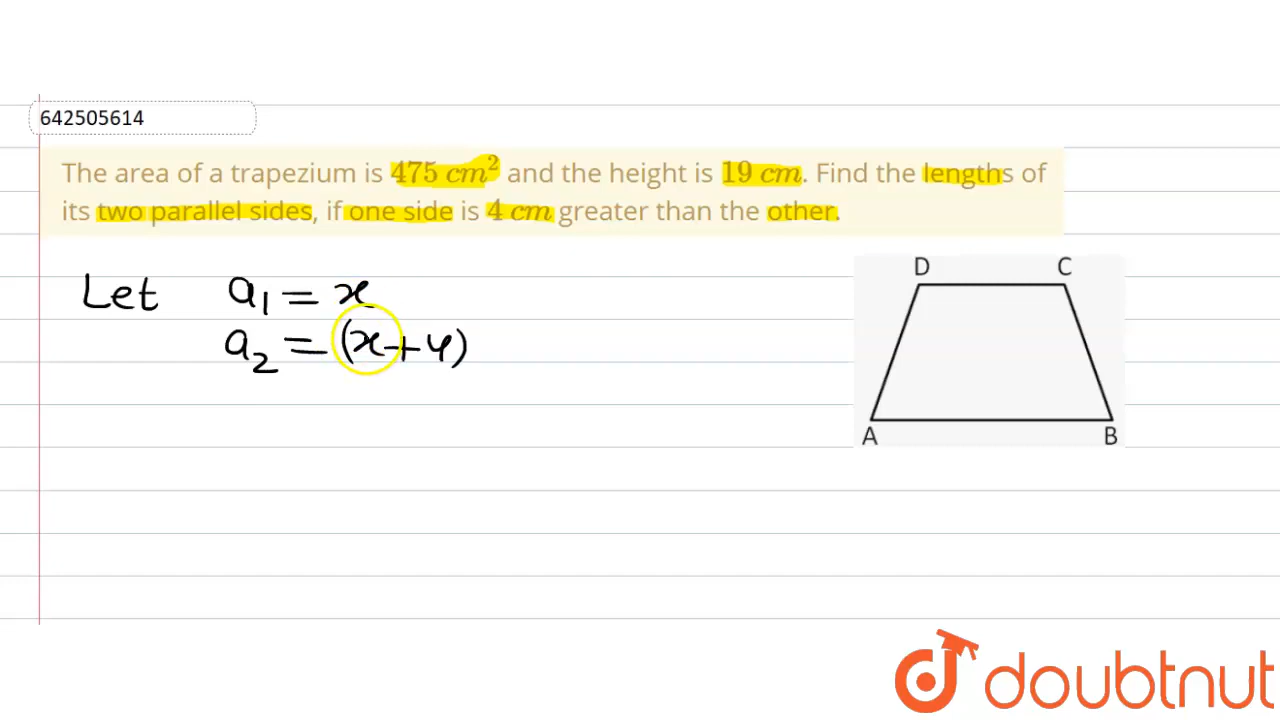 642505614
The area of a trapezium is 475 cm² and the height is 19 cm. Find the lengths of
its two parallel sides, if one side is 4 cm greater than the other.
Let a₁ = x
a₂ = (x+4)
D C
A B
doubtnut